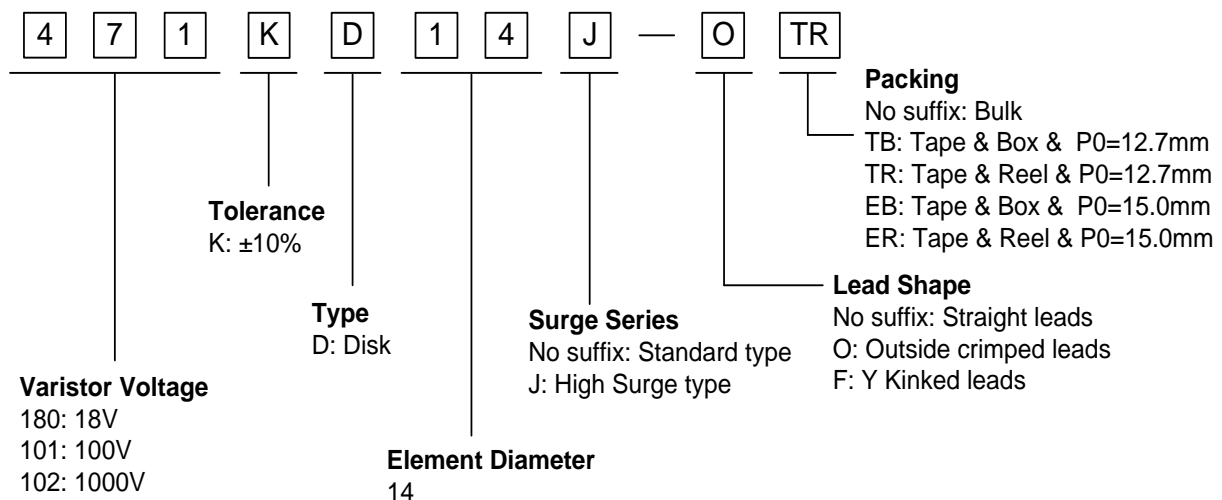 4 7 1 K D 1 4 J — O TR
Packing
No suffix: Bulk
TB: Tape & Box & P0=12.7mm
TR: Tape & Reel & P0=12.7mm
EB: Tape & Box & P0=15.0mm
ER: Tape & Reel & P0=15.0mm
Tolerance
K: ±10%
Lead Shape
No suffix: Straight leads
O: Outside crimped leads
F: Y Kinked leads
Type
D: Disk
Surge Series
No suffix: Standard type
J: High Surge type
Varistor Voltage
180: 18V
101: 100V
102: 1000V
Element Diameter
14